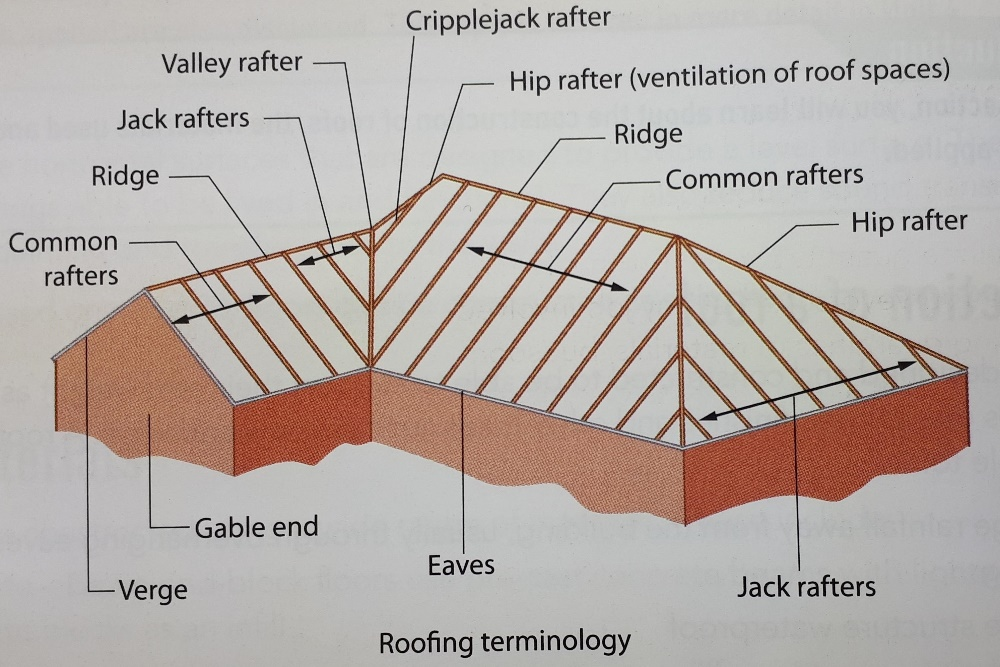 Cripplejack rafter
Valley rafter
Hip rafter (ventilation of roof spaces)
Jack rafters
Ridge
Ridge
Common rafters
Hip rafter
Common
rafters
Gable end
Eaves
Verge
Jack rafters
Roofing terminology